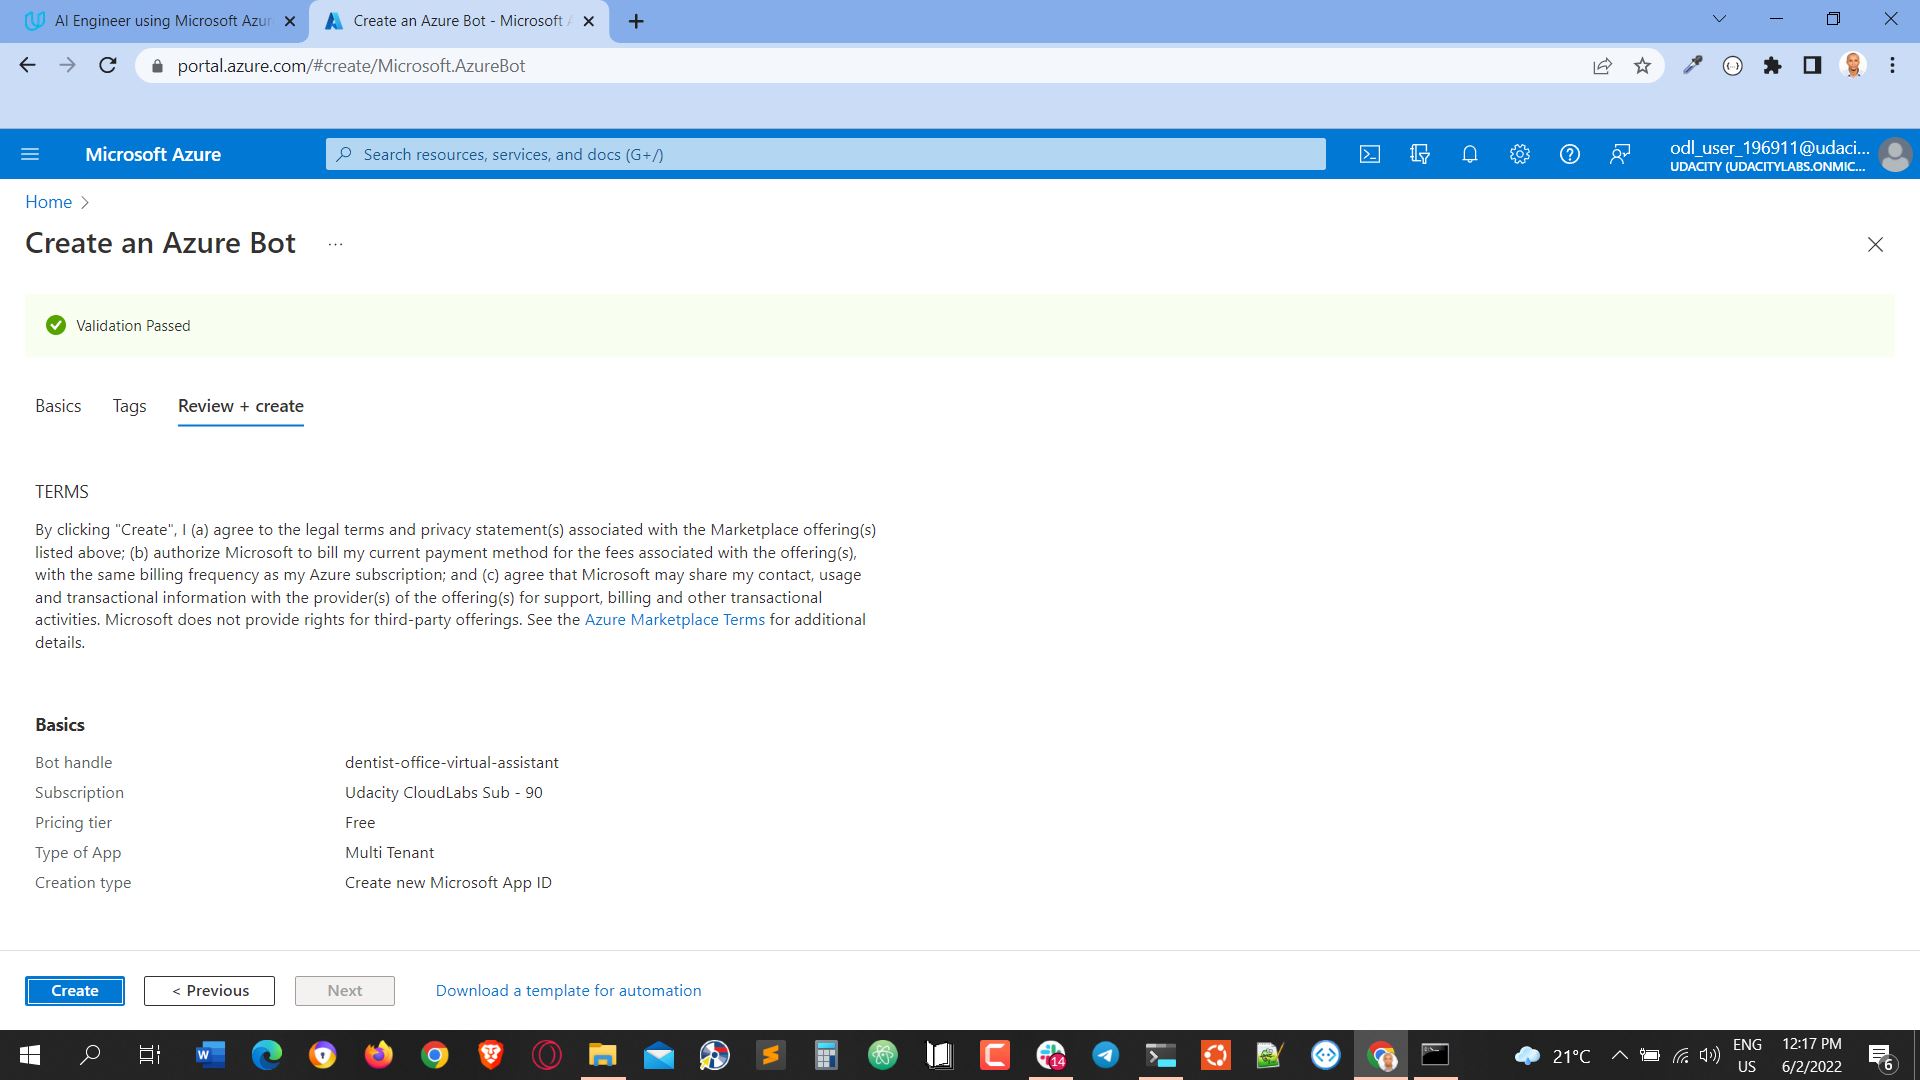 AI Engineer using Microsoft Azur
Create an Azure Bot - Microsoft A
portal.azure.com/#create/Microsoft.AzureBot
Microsoft Azure
Search resources, services, and docs (G+/)
odl_user_196911@udaci...
UDACITY (UDACITYLABS.ONMIC...
Home >
Create an Azure Bot ...
Validation Passed
Basics Tags Review + create
TERMS
By clicking "Create", I (a) agree to the legal terms and privacy statement(s) associated with the Marketplace offering(s)
listed above; (b) authorize Microsoft to bill my current payment method for the fees associated with the offering(s),
with the same billing frequency as my Azure subscription; and (c) agree that Microsoft may share my contact, usage
and transactional information with the provider(s) of the offering(s) for support, billing and other transactional
activities. Microsoft does not provide rights for third-party offerings. See the Azure Marketplace Terms for additional
details.
Basics
Bot handle dentist-office-virtual-assistant
Subscription Udacity CloudLabs Sub - 90
Pricing tier Free
Type of App Multi Tenant
Creation type Create new Microsoft App ID
Create < Previous Next Download a template for automation
14
21°C
ENG
US
12:17 PM
6/2/2022
6